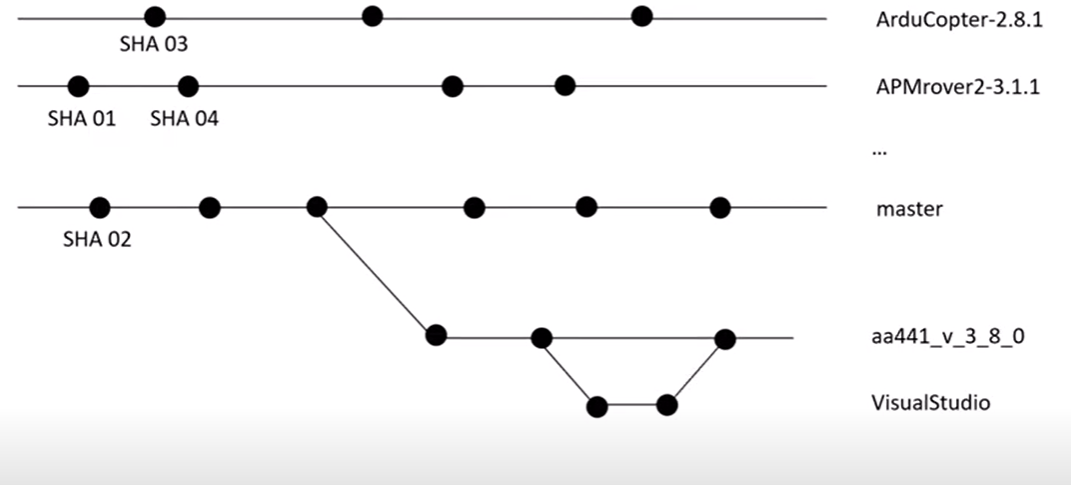 ArduCopter-2.8.1
SHA 03
APMrover2-3.1.1
SHA 01 SHA 04
...
master
SHA 02
aa441_v_3_8_0
VisualStudio